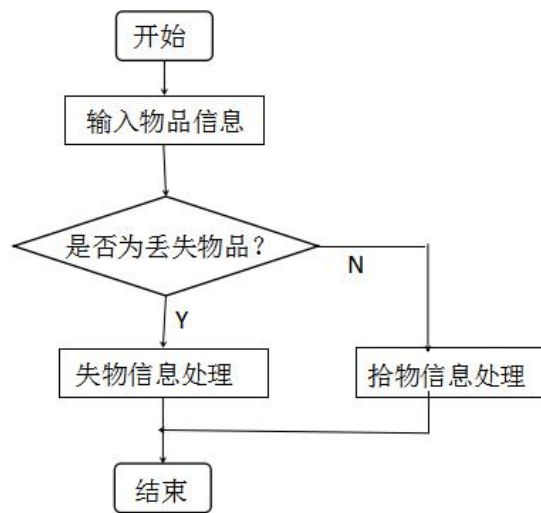 开始
输入物品信息
是否为丢失物品？
N
Y
失物信息处理
拾物信息处理
结束